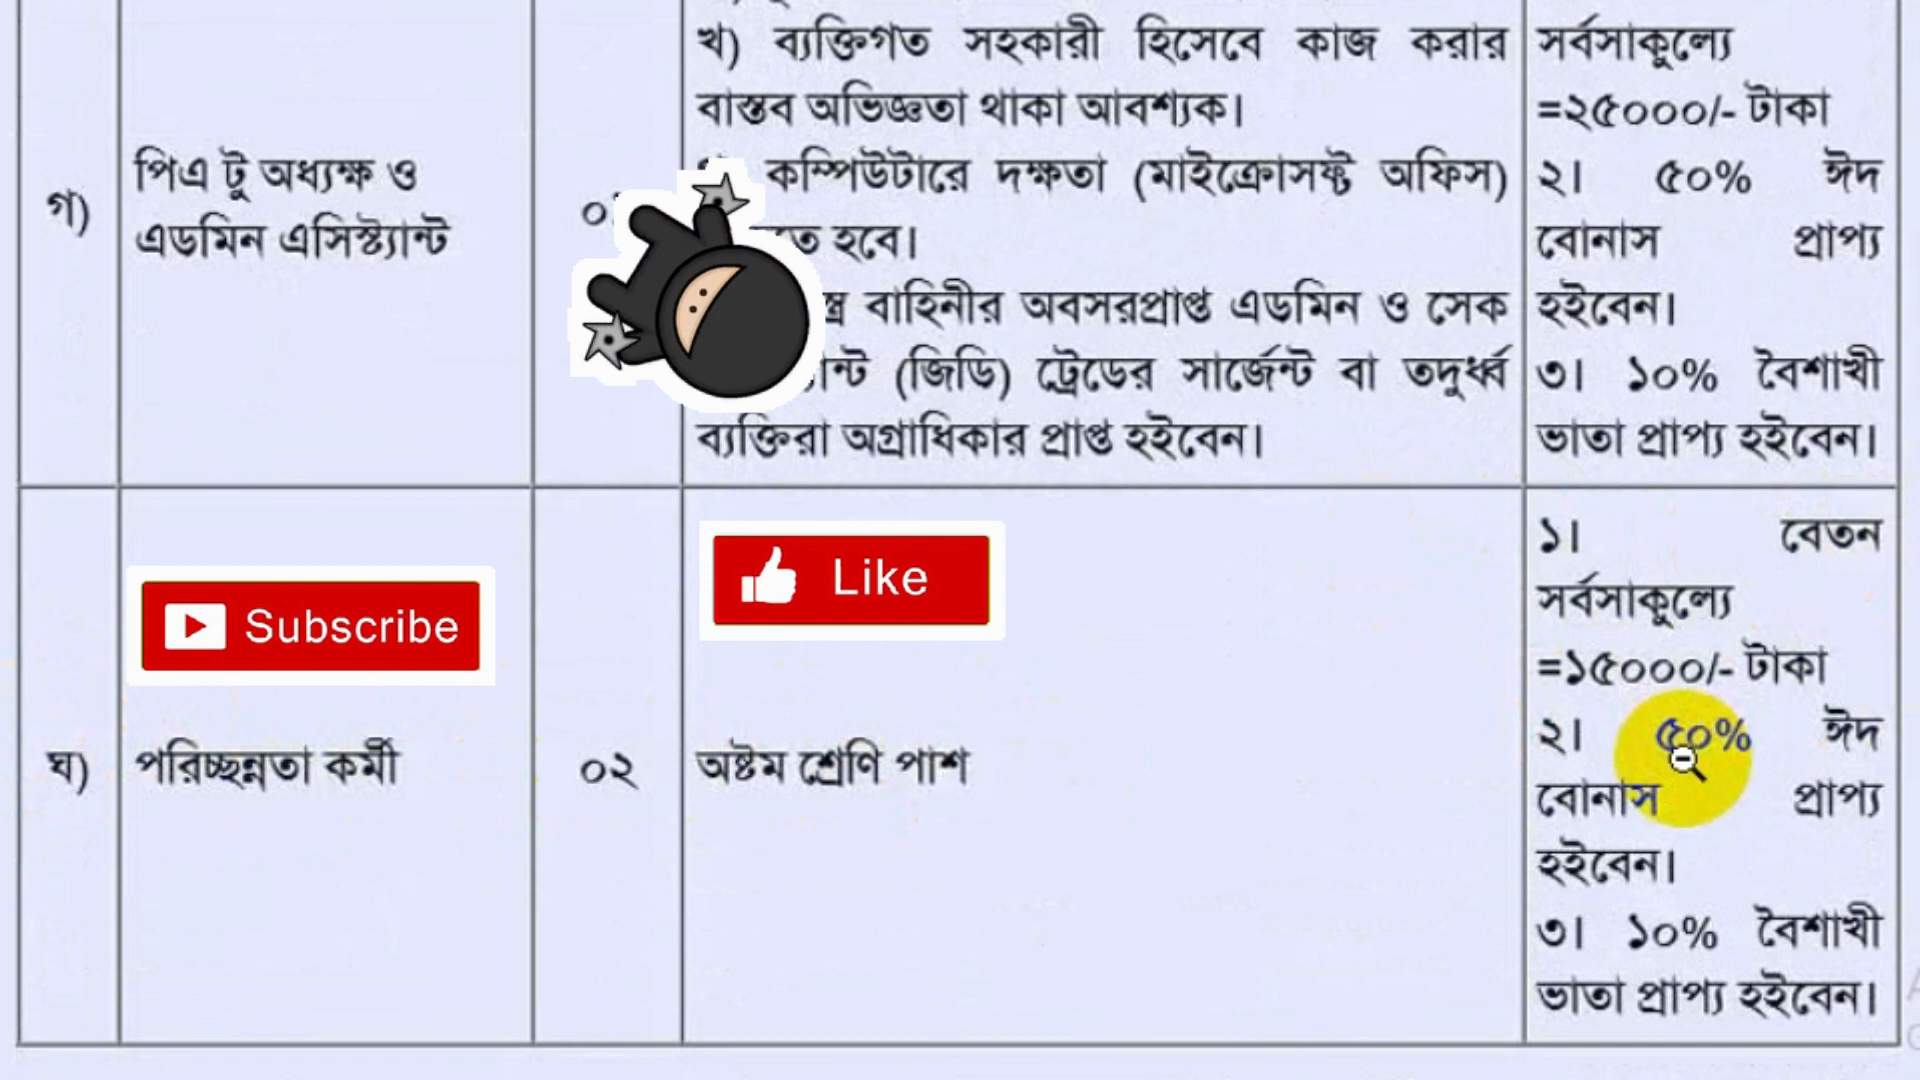 গ)
পিএ টু অধ্যক্ষ ও
এডমিন এসিস্ট্যান্ট
খ) ব্যক্তিগত সহকারী হিসেবে কাজ করার
বাস্তব অভিজ্ঞতা থাকা আবশ্যক।
কম্পিউটারে দক্ষতা (মাইক্রোসফ্ট অফিস)
হবে।
বাহিনীর অবসরপ্রাপ্ত এডমিন ও সেক
(জিডি) ট্রেডের সার্জেন্ট বা তদুর্ধ্ব
ব্যক্তিরা অগ্রাধিকার প্রাপ্ত হইবেন।
সর্বসাকুল্যে
=২৫০০০/- টাকা
২। ৫০% ঈদ
বোনাস প্রাপ্য
হইবেন।
৩। ১০% বৈশাখী
ভাতা প্রাপ্য হইবেন।
ঘ)
Subscribe
পরিচ্ছন্নতা কর্মী
০২
Like
অষ্টম শ্রেণি পাশ
১। বেতন
সর্বসাকুল্যে
=১৫০০০/- টাকা
২। ৫০% ঈদ
বোনাস প্রাপ্য
হইবেন।
৩। ১০% বৈশাখী
ভাতা প্রাপ্য হইবেন।